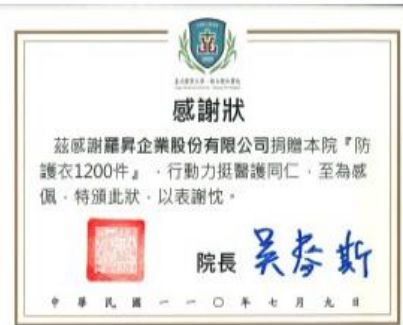 感謝狀
茲感謝羅昇企業股份有限公司捐贈本院『防
護衣1200件』，行動力挺醫護同仁，至為感
佩，特頒此狀，以表謝忱。
院長
中華民國一一○年七月九日